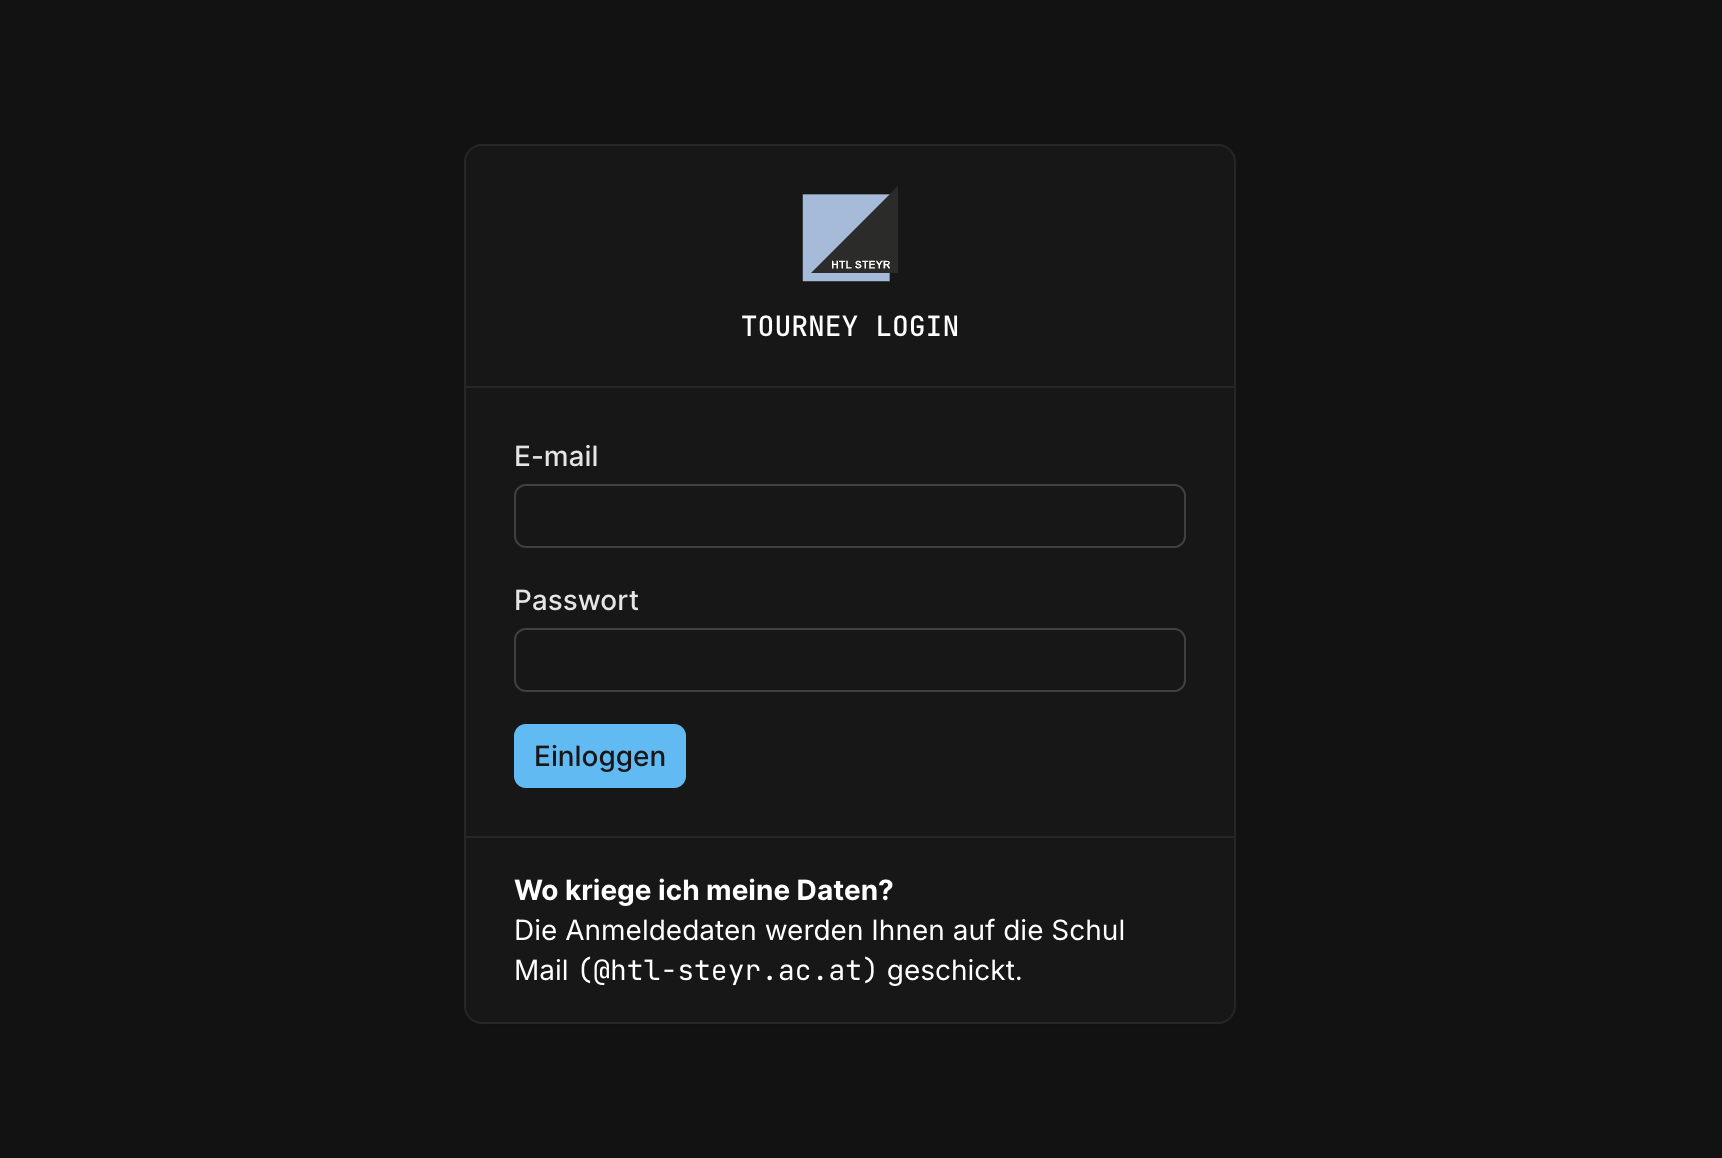 HTL STEYR
TOURNEY LOGIN
E-mail
Passwort
Einloggen
Wo kriege ich meine Daten?
Die Anmeldedaten werden Ihnen auf die Schul
Mail (@htl-steyr.ac.at) geschickt.